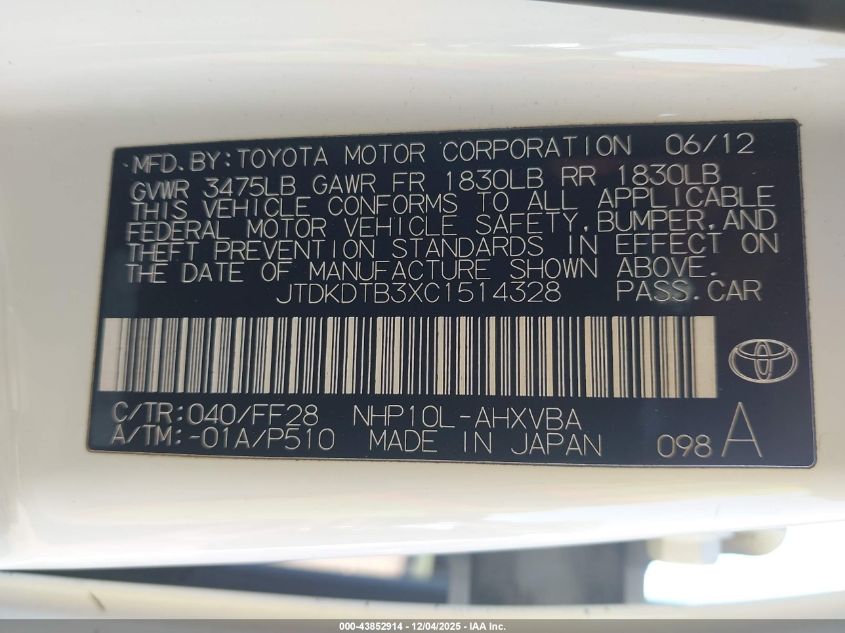 MFD. BY: TOYOTA MOTOR CORPORATION 06/12
GVWR 3475LB GAWR FR 1830LB RR 1830LB
THIS VEHICLE CONFORMS TO ALL APPLICABLE
FEDERAL MOTOR VEHICLE SAFETY, BUMPER, AND
THEFT PREVENTION STANDARDS IN EFFECT ON
THE DATE OF MANUFACTURE SHOWN ABOVE.
JTDKDTB3XC1514328 PASS. CAR
C/TR: 040/FF28 NHP10L-AHXVBA
A/TM: -01A/P510 MADE IN JAPAN 098 A
000-43852914 - 12/04/2025 - IAA Inc.